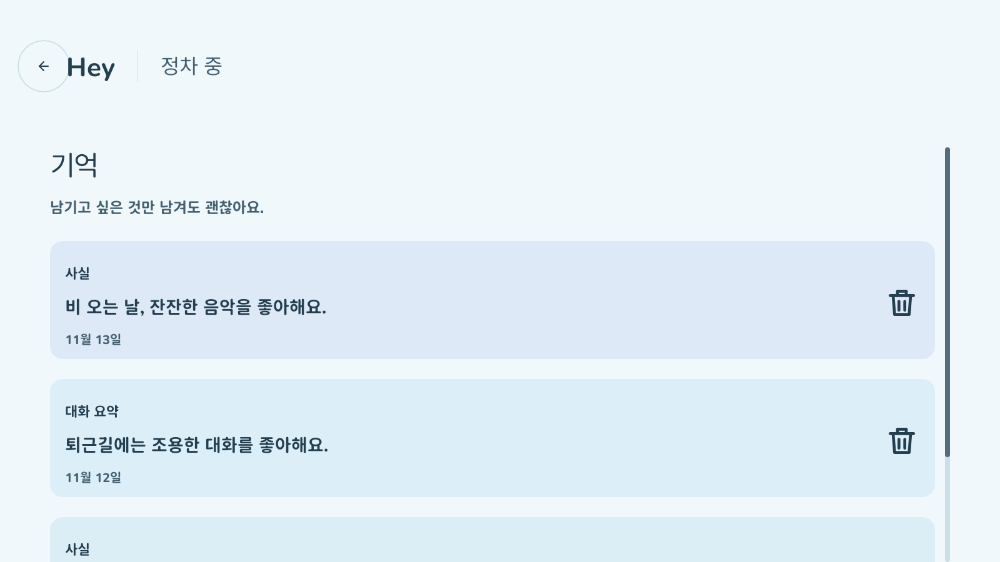 Hey
정차 중
기억
남기고 싶은 것만 남겨도 괜찮아요.
사실
비 오는 날, 잔잔한 음악을 좋아해요.
11월 13일
대화 요약
퇴근길에는 조용한 대화를 좋아해요.
11월 12일
사실